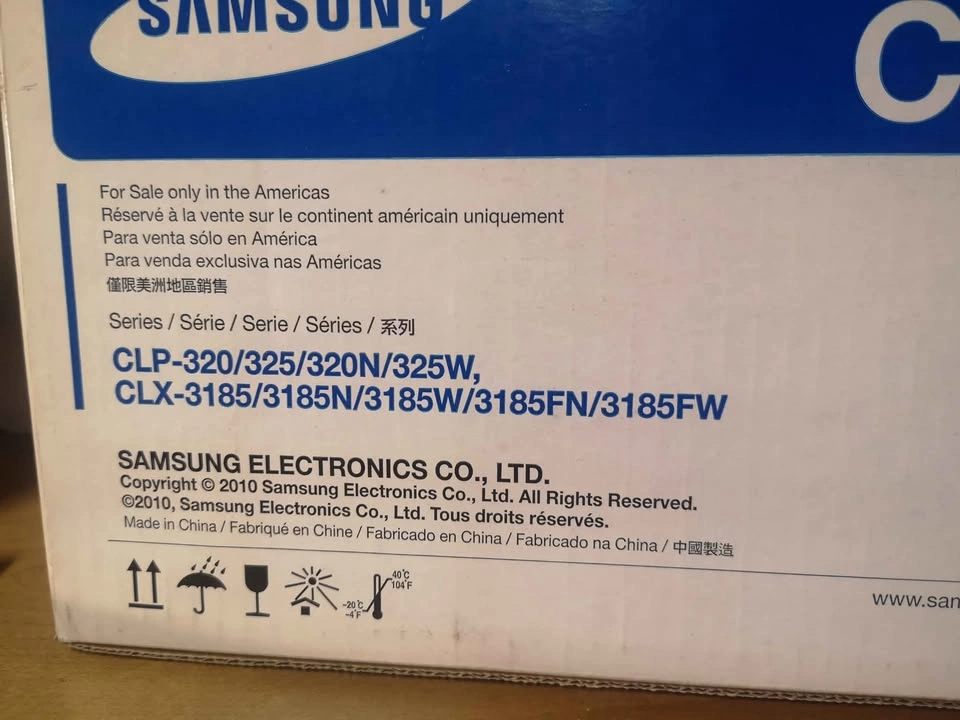 SAMSUNG
C
For Sale only in the Americas
Réservé à la vente sur le continent américain uniquement
Para venta sólo en América
Para venda exclusiva nas Américas
僅限美洲地區銷售
Series / Série / Serie / Séries / 系列
CLP-320/325/320N/325W,
CLX-3185/3185N/3185W/3185FN/3185FW
SAMSUNG ELECTRONICS CO., LTD.
Copyright © 2010 Samsung Electronics Co., Ltd. All Rights Reserved.
©2010, Samsung Electronics Co., Ltd. Tous droits réservés.
Made in China / Fabriqué en Chine / Fabricado en China / Fabricado na China / 中國製造
40°C
104°F
-20°C
-4°F
www.sam